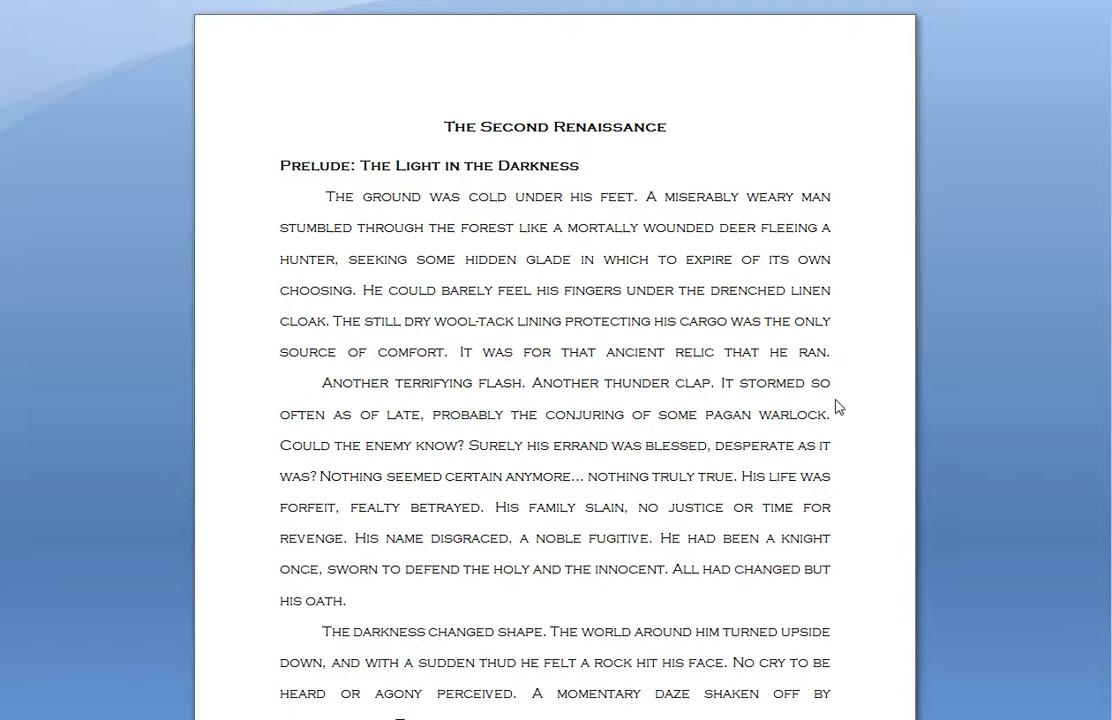 The Second Renaissance
Prelude: The Light in the Darkness
The ground was cold under his feet. A miserably weary man
stumbled through the forest like a mortally wounded deer fleeing a
hunter, seeking some hidden glade in which to expire of its own
choosing. He could barely feel his fingers under the drenched linen
cloak. The still dry wool-tack lining protecting his cargo was the only
source of comfort. It was for that ancient relic that he ran.
Another terrifying flash. Another thunder clap. It stormed so
often as of late, probably the conjuring of some pagan warlock.
Could the enemy know? Surely his errand was blessed, desperate as it
was? Nothing seemed certain anymore... nothing truly true. His life was
forfeit, fealty betrayed. His family slain, no justice or time for
revenge. His name disgraced, a noble fugitive. He had been a knight
once, sworn to defend the holy and the innocent. All had changed but
his oath.
The darkness changed shape. The world around him turned upside
down, and with a sudden thud he felt a rock hit his face. No cry to be
heard or agony perceived. A momentary daze shaken off by